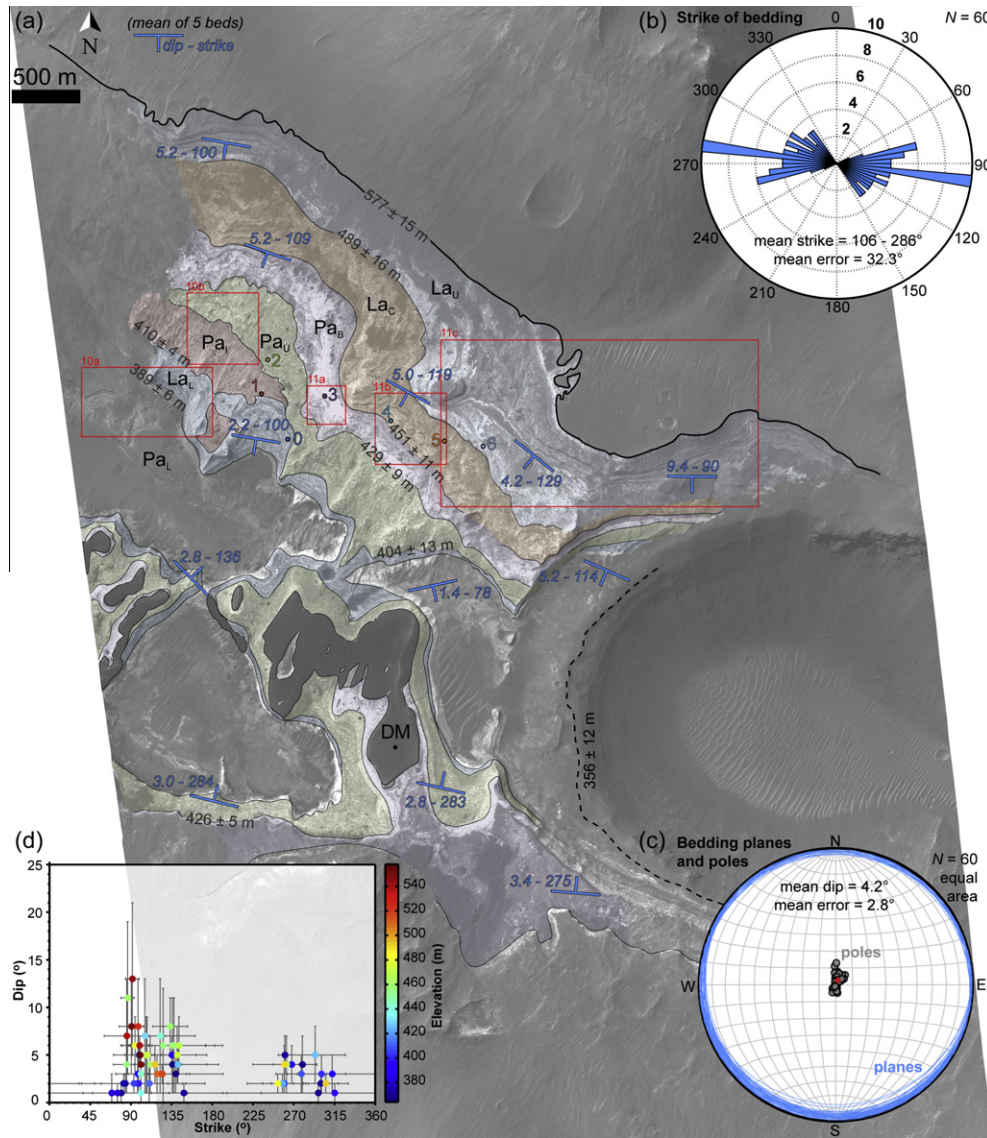 (a)
(mean of 5 beds)
dip - strike
N
500 m
5.2 - 100
577 ± 15 m
489 ± 16 m
5.2 - 109
La_U
La_C
Pa_B
10b
Pa_I
Pa_U
2
410 ± 4 m
10a
La_L
389 ± 6 m
1
11a
3
11b
11c
5.0 - 119
4
5
6
451 ± 11 m
429 ± 9 m
2.2 - 100
0
Pa_L
4.2 - 129
9.4 - 90
404 ± 13 m
2.8 - 136
1.4 - 78
5.2 - 114
DM
356 ± 12 m
3.0 - 284
426 ± 5 m
2.8 - 283
3.4 - 275
(b) Strike of bedding
N = 60
0
30
60
90
120
150
180
210
240
270
300
330
10
8
6
4
2
mean strike = 106 - 286°
mean error = 32.3°
(c) Bedding planes
and poles
N = 60
equal
area
N
E
S
W
mean dip = 4.2°
mean error = 2.8°
poles
planes
(d)
25
20
15
10
5
0
Dip (°)
0 45 90 135 180 225 270 315 360
Strike (°)
540
520
500
480
460
440
420
400
380
Elevation (m)